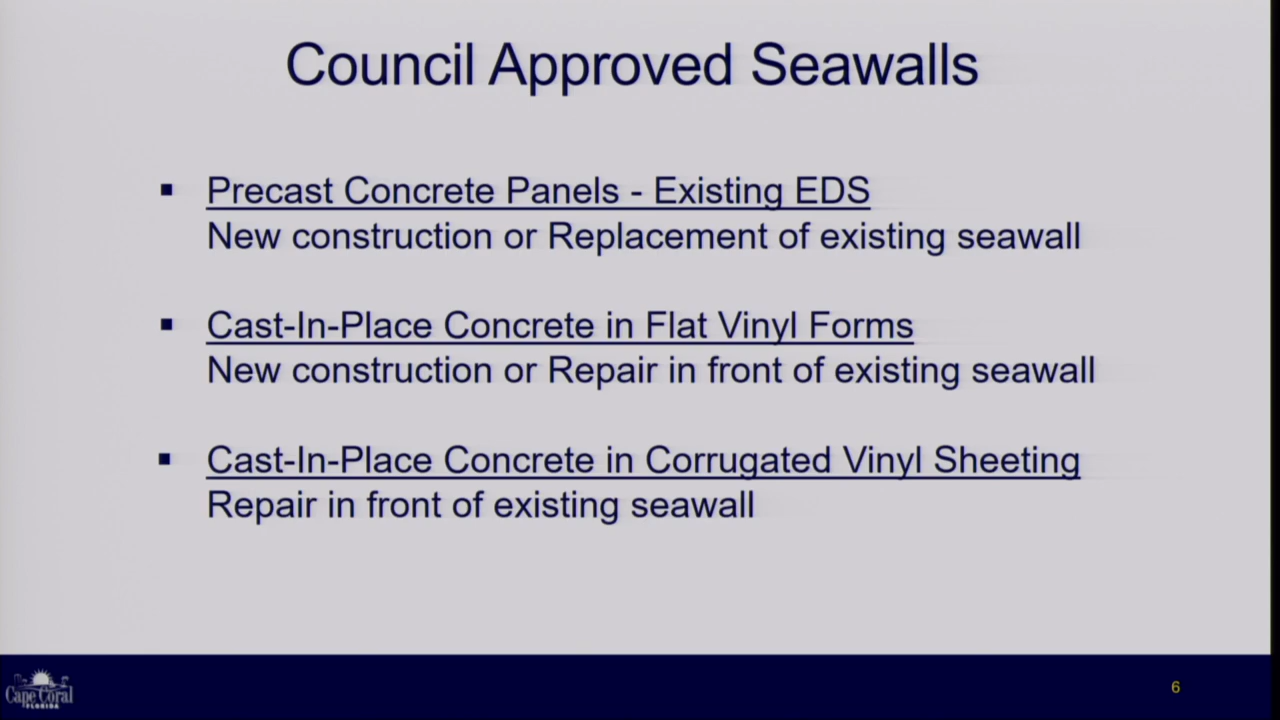 Council Approved Seawalls
▪ Precast Concrete Panels - Existing EDS
New construction or Replacement of existing seawall
▪ Cast-In-Place Concrete in Flat Vinyl Forms
New construction or Repair in front of existing seawall
▪ Cast-In-Place Concrete in Corrugated Vinyl Sheeting
Repair in front of existing seawall
Cape Coral
FLORIDA
6